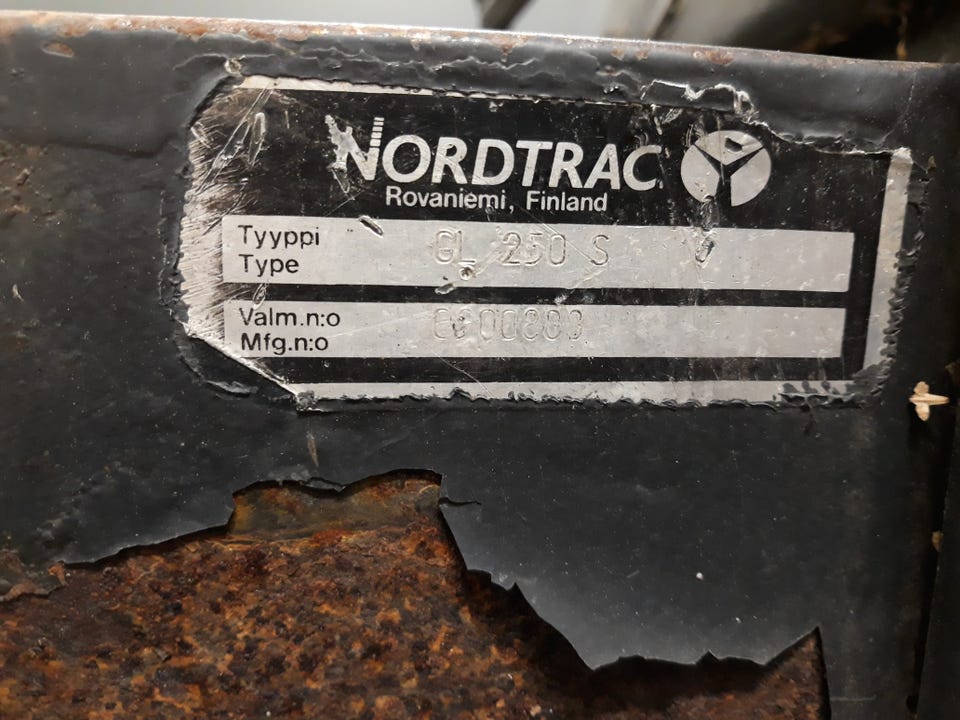 NORDTRAC
Rovaniemi, Finland
Tyyppi
Type GL 250 S
Valm.n:o
Mfg.n:o